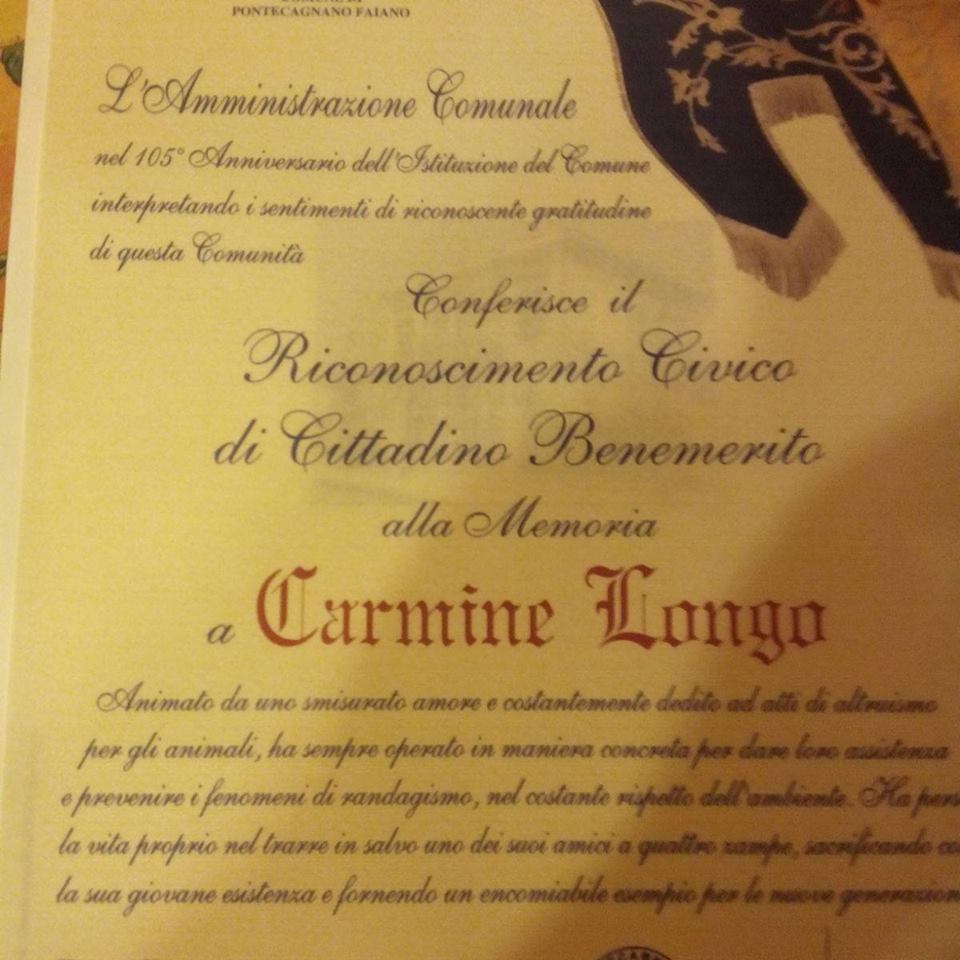 PONTECAGNANO FAIANO
L'Amministrazione Comunale
nel 105° Anniversario dell'Istituzione del Comune
interpretando i sentimenti di riconoscente gratitudine
di questa Comunità
Conferisce il
Riconoscimento Civico
di Cittadino Benemerito
alla Memoria
a Carmine Longo
Animato da uno smisurato amore e costantemente dedito ad atti di altruismo
per gli animali, ha sempre operato in maniera concreta per dare loro assistenza
e prevenire i fenomeni di randagismo, nel costante rispetto dell'ambiente. Ha pers
la vita proprio nel trarre in salvo uno dei suoi amici a quattro zampe, sacrificando co
la sua giovane esistenza e fornendo un encomiabile esempio per le nuove generazion